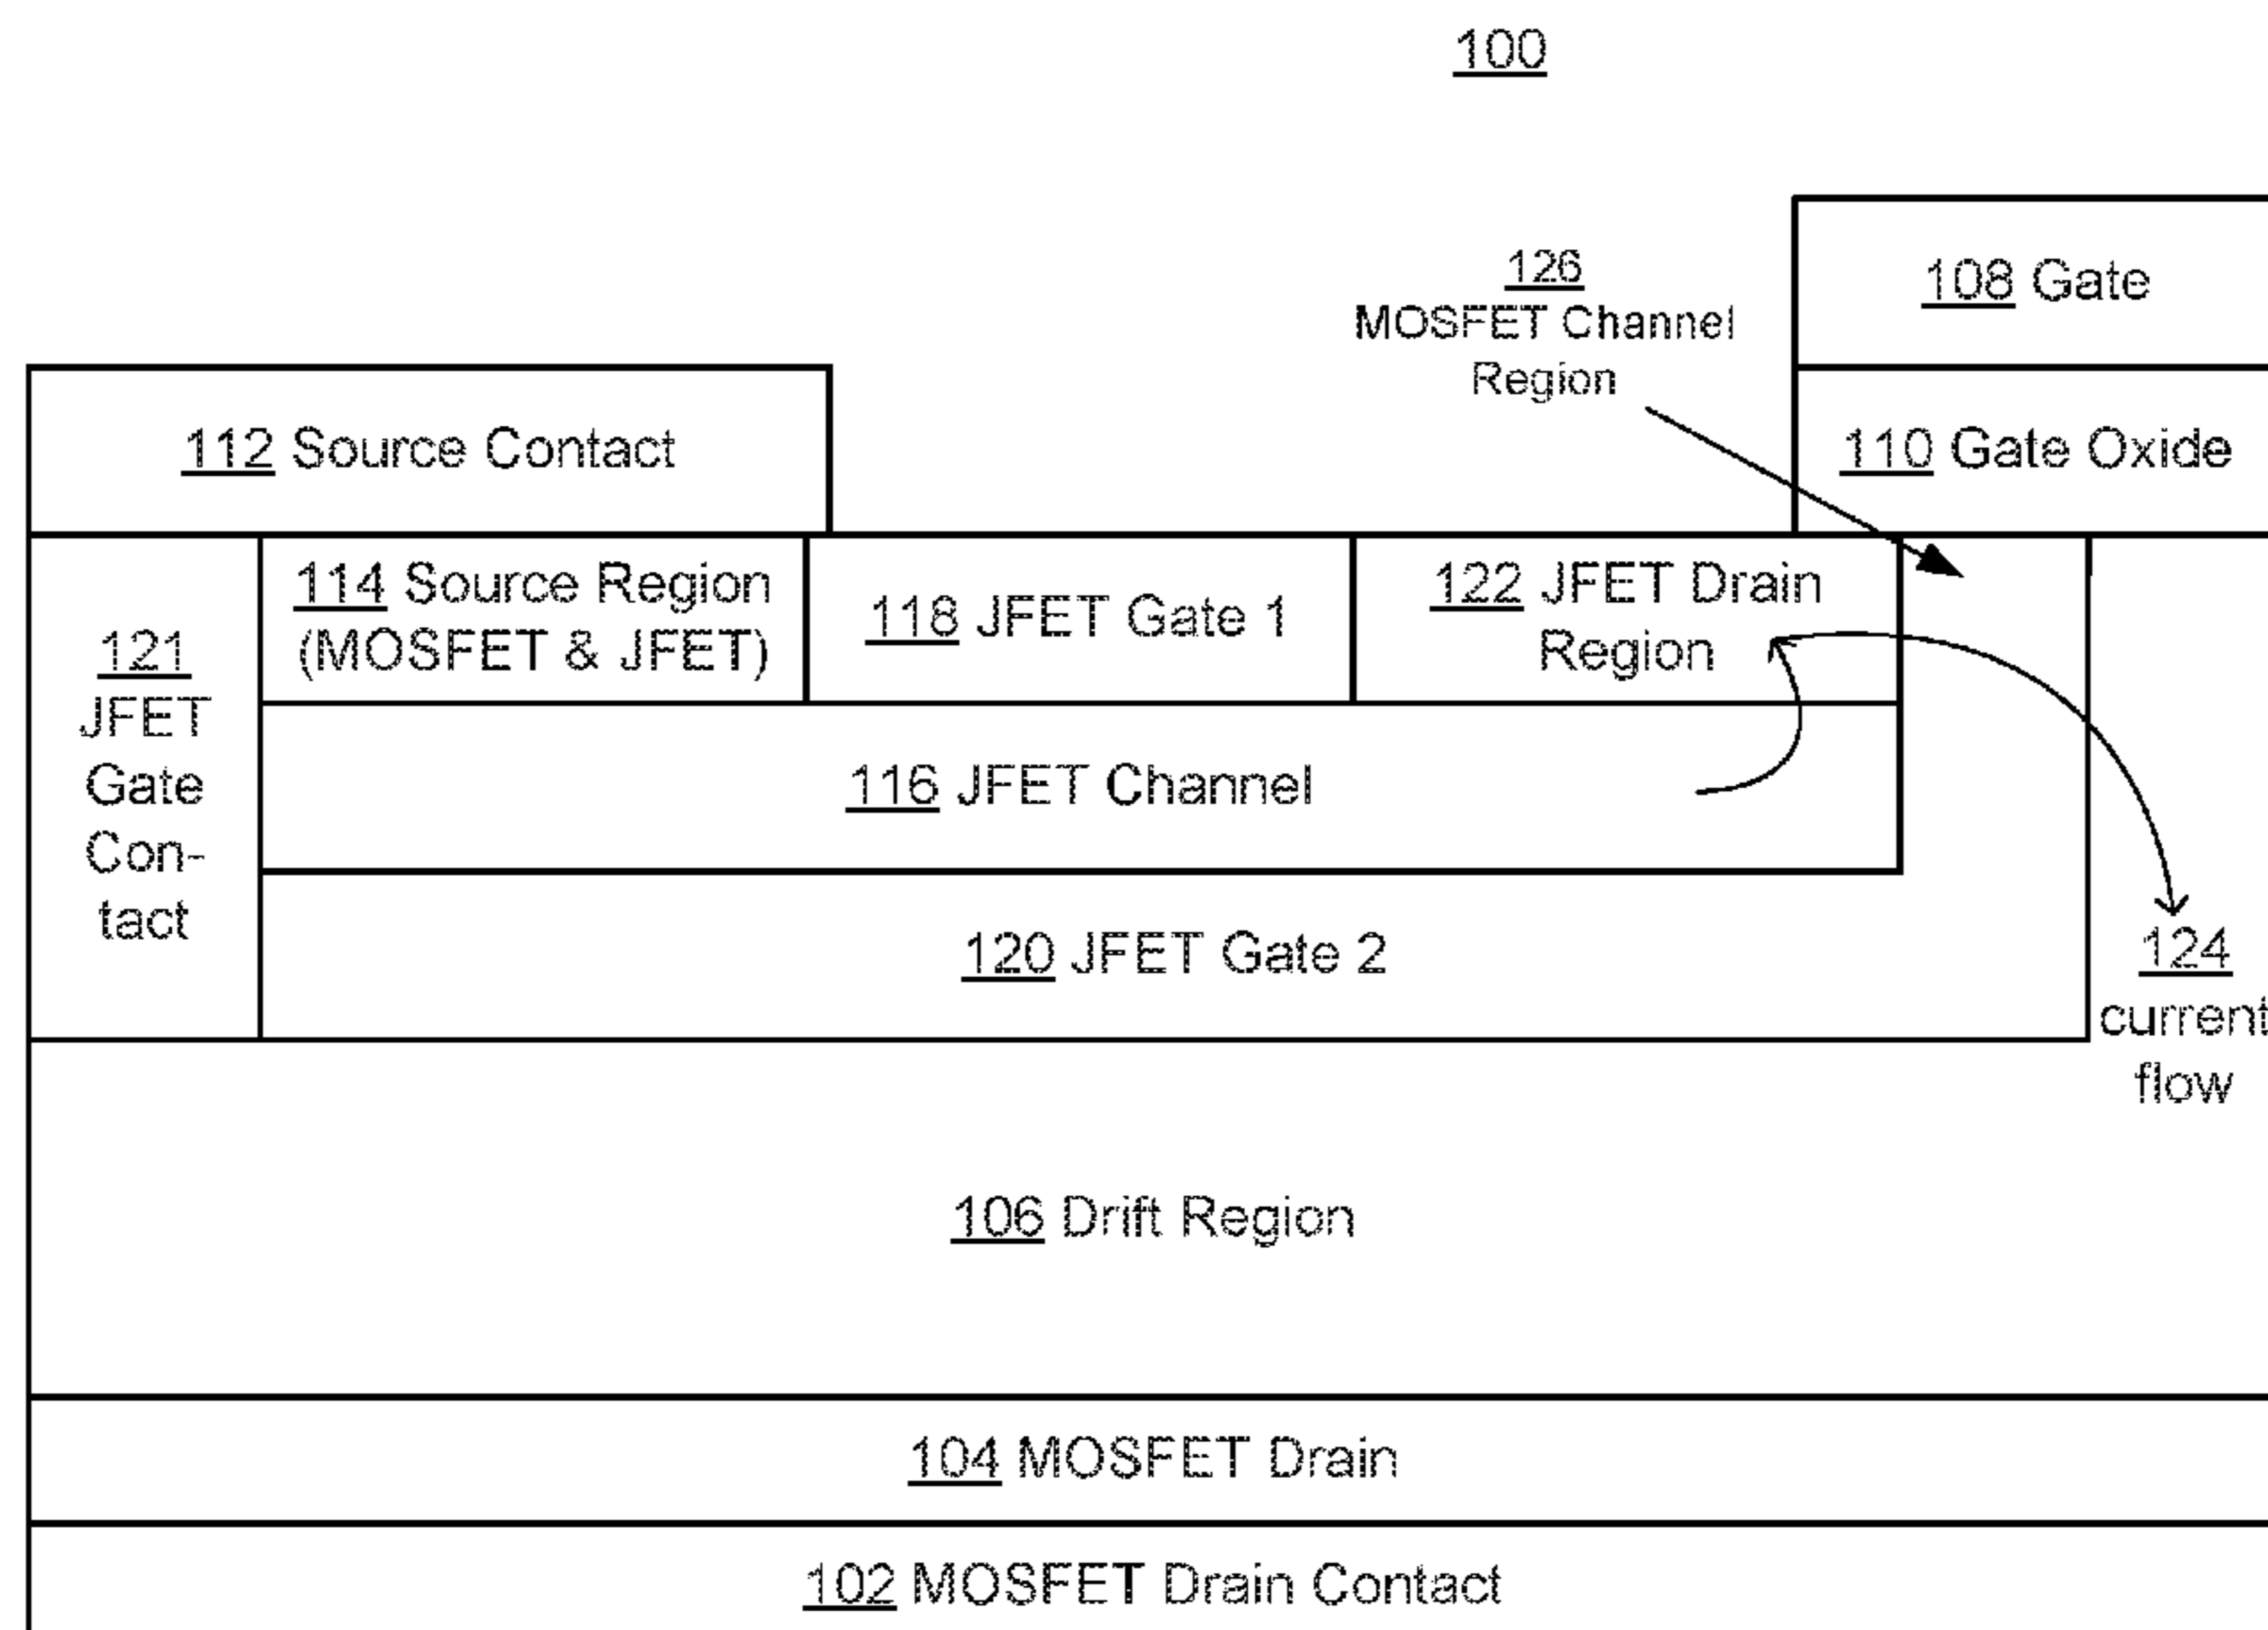 100
108 Gate
126
MOSFET Channel
Region
112 Source Contact
110 Gate Oxide
121
JFET
Gate
Con-
tact
114 Source Region
(MOSFET & JFET)
118 JFET Gate 1
122 JFET Drain
Region
116 JFET Channel
120 JFET Gate 2
124
current
flow
106 Drift Region
104 MOSFET Drain
102 MOSFET Drain Contact